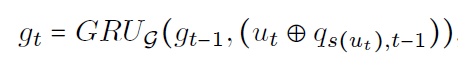 g_t = GRU_𝒢(g_{t−1}, (u_t ⊕ q_{s(u_t),t−1})).